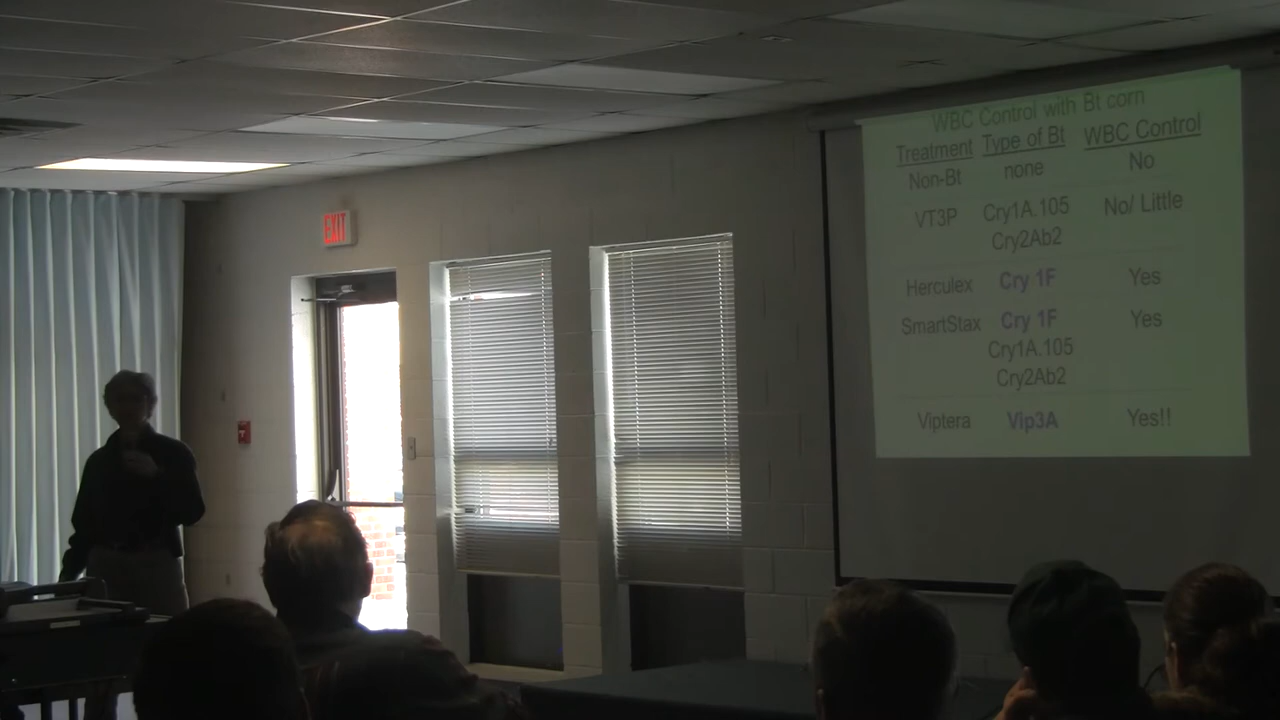 EXIT
WBC Control with Bt corn
Treatment Type of Bt WBC Control
Non-Bt none No
VT3P Cry1A.105 No/ Little
Cry2Ab2
Herculex Cry 1F Yes
SmartStax Cry 1F Yes
Cry1A.105
Cry2Ab2
Viptera Vip3A Yes!!